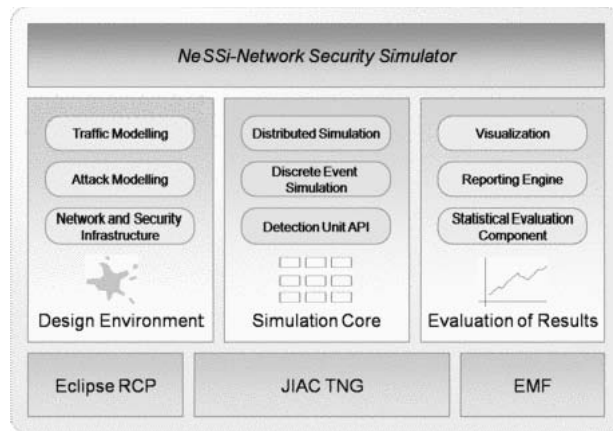 NeSSi-Network Security Simulator
Traffic Modelling
Attack Modelling
Network and Security
Infrastructure
Design Environment
Distributed Simulation
Discrete Event
Simulation
Detection Unit API
Simulation Core
Visualization
Reporting Engine
Statistical Evaluation
Component
Evaluation of Results
Eclipse RCP
JIAC TNG
EMF